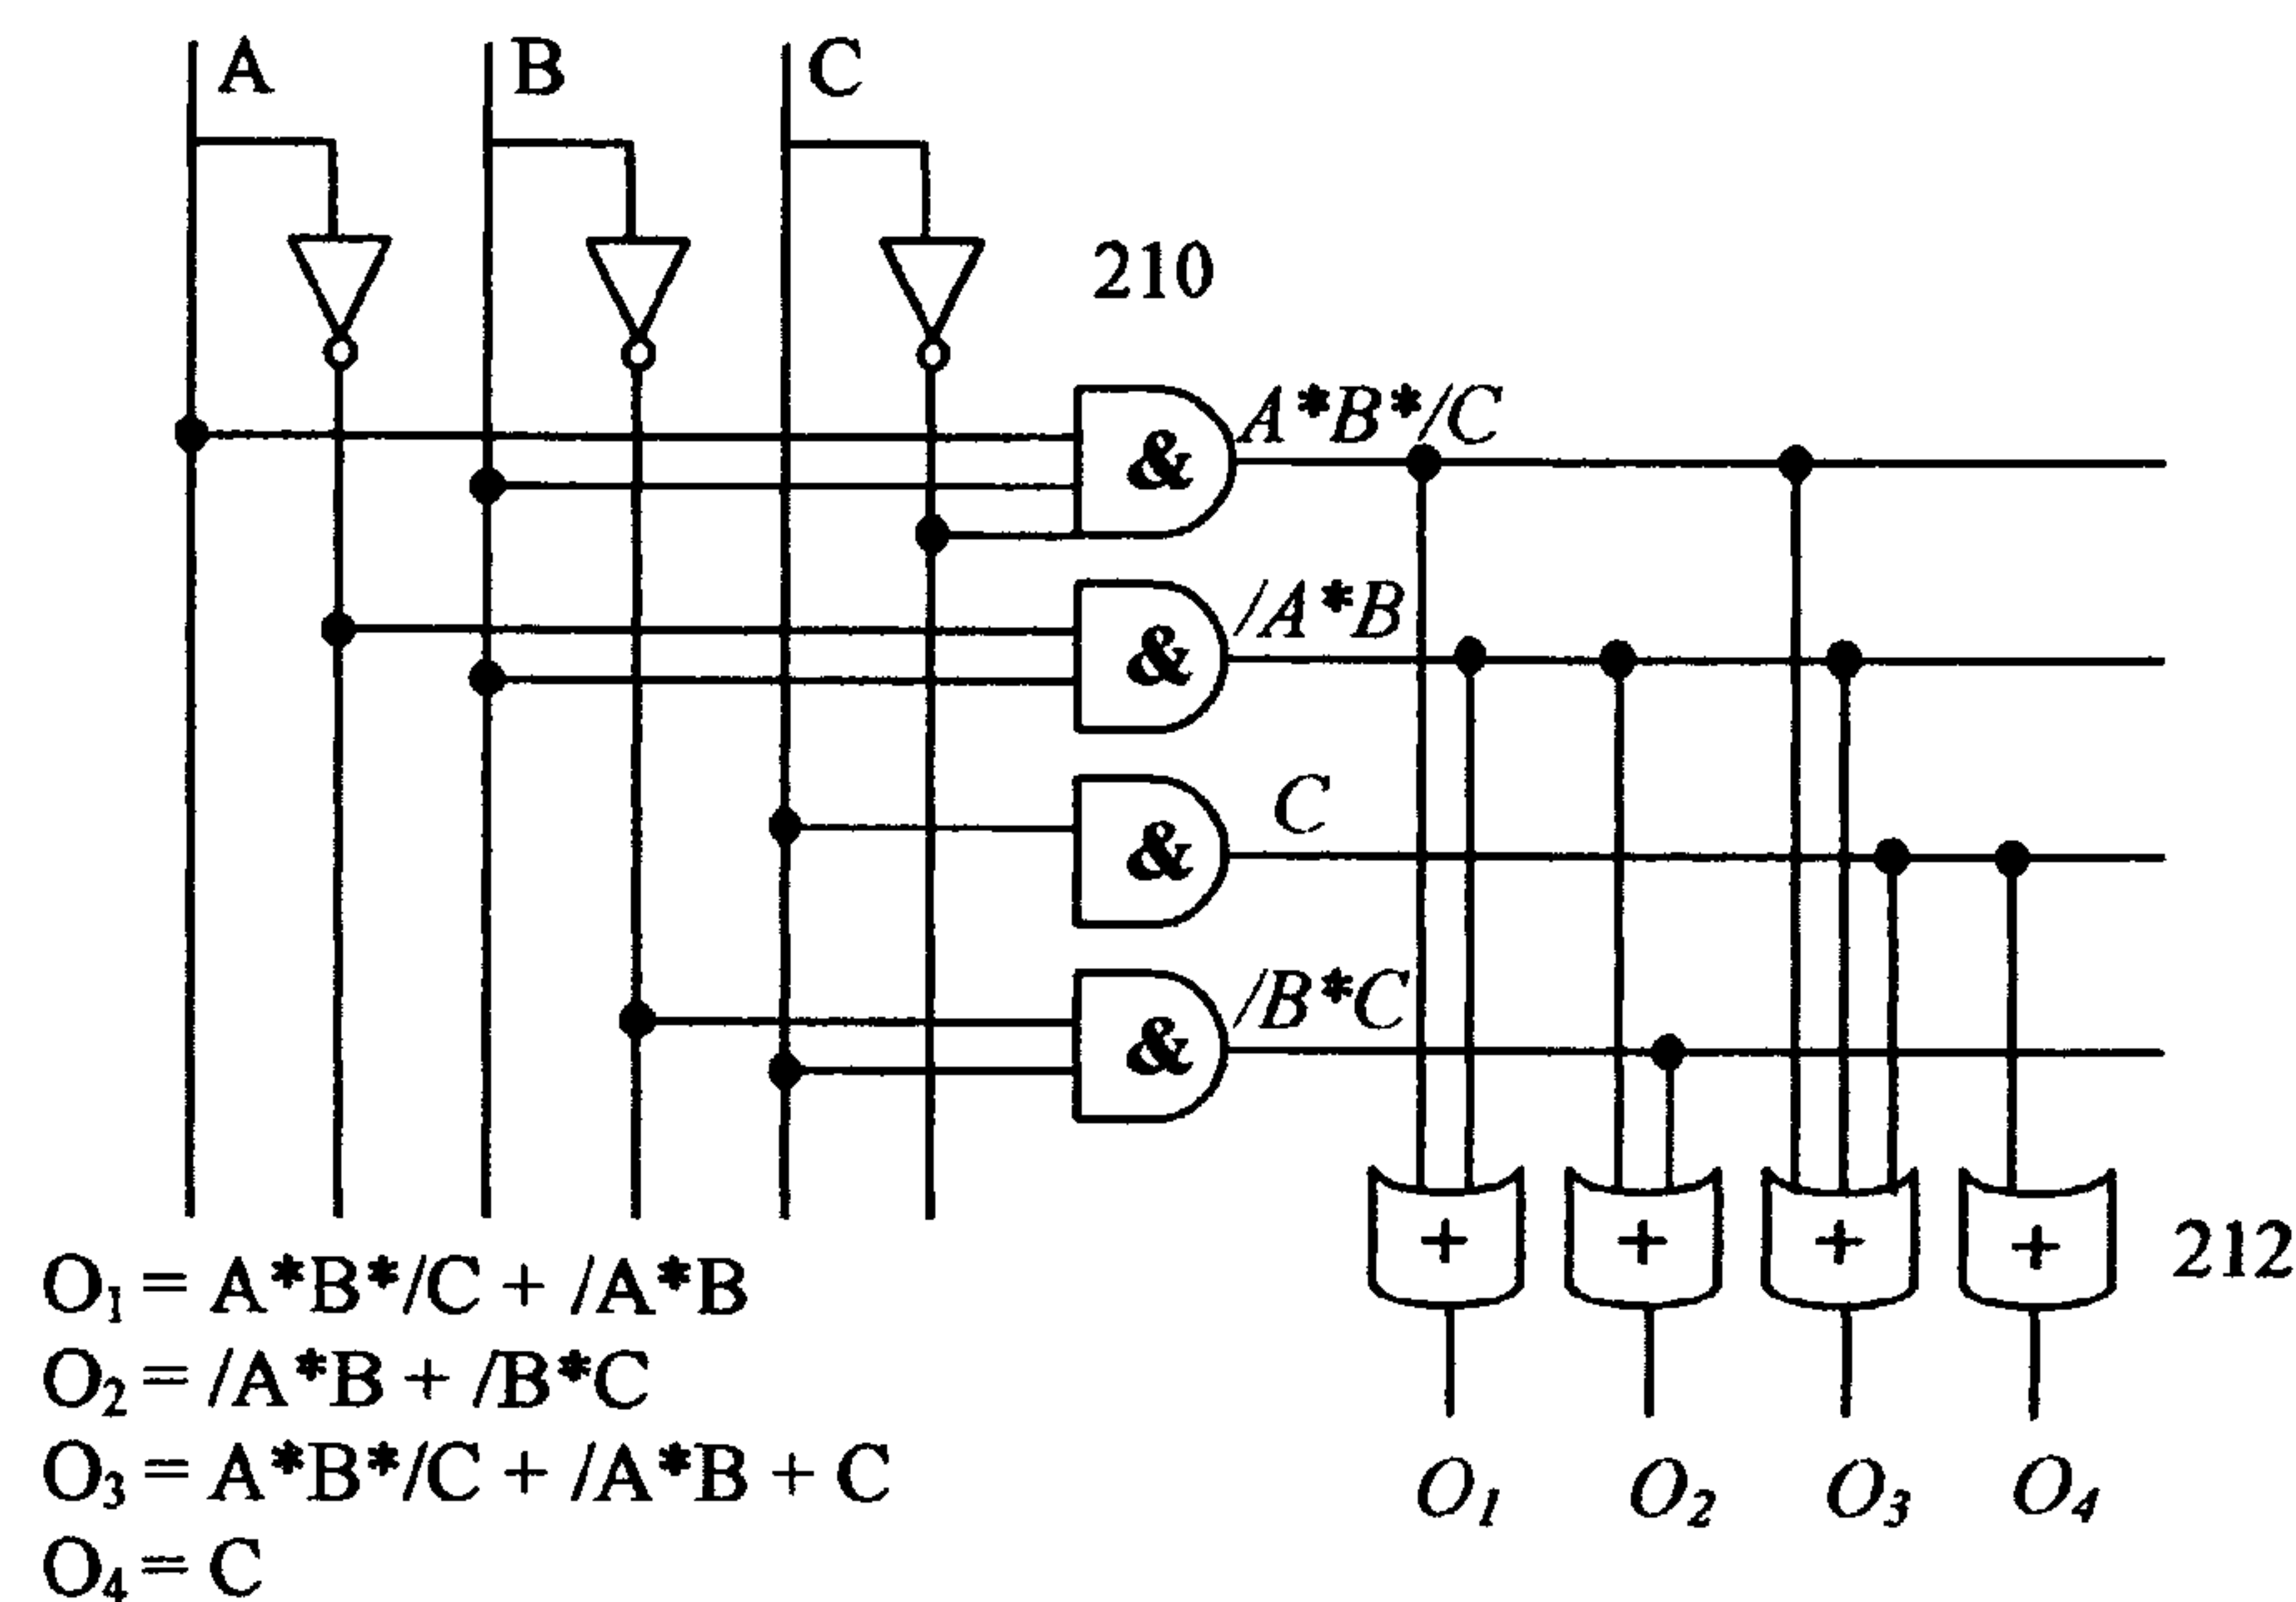 A B C
210
A*B*/C
&
/A*B
&
C
&
/B*C
&
+ + + +
212
O₁ O₂ O₃ O₄
O₁ = A*B*/C + /A*B
O₂ = /A*B + /B*C
O₃ = A*B*/C + /A*B + C
O₄ = C